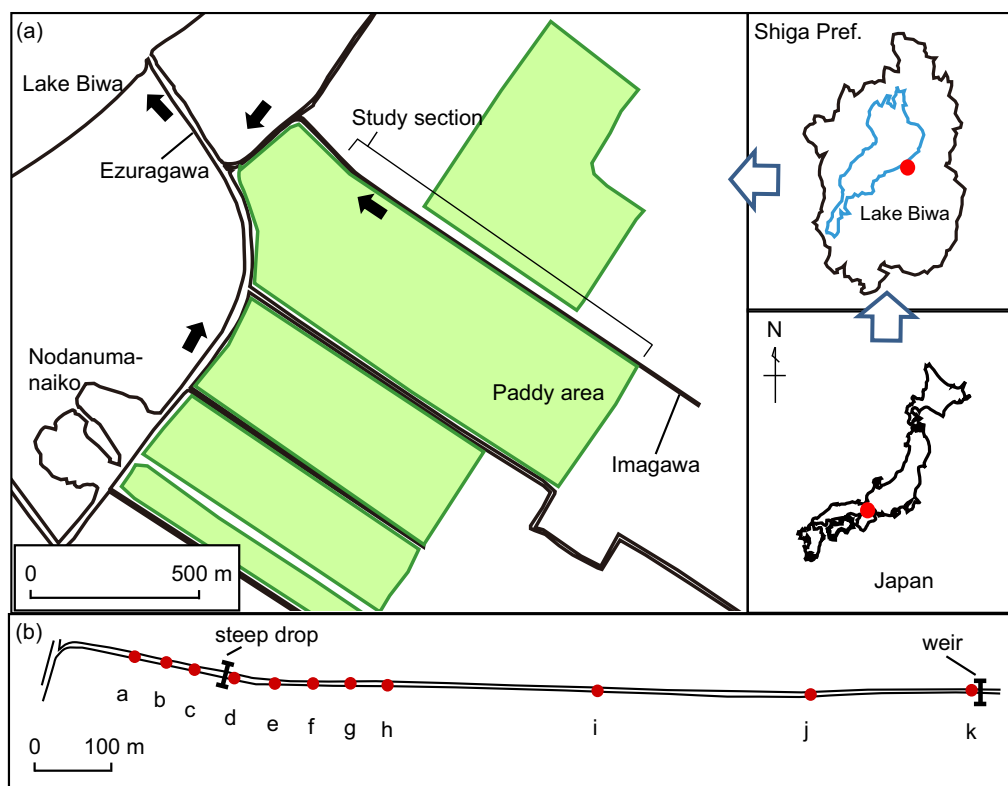 (a)
Lake Biwa
Ezuragawa
Study section
Nodanuma-
naiko
Paddy area
Imagawa
0 500 m
Shiga Pref.
Lake Biwa
N
Japan
(b)
steep drop
weir
a b c d e f g h i j k
0 100 m